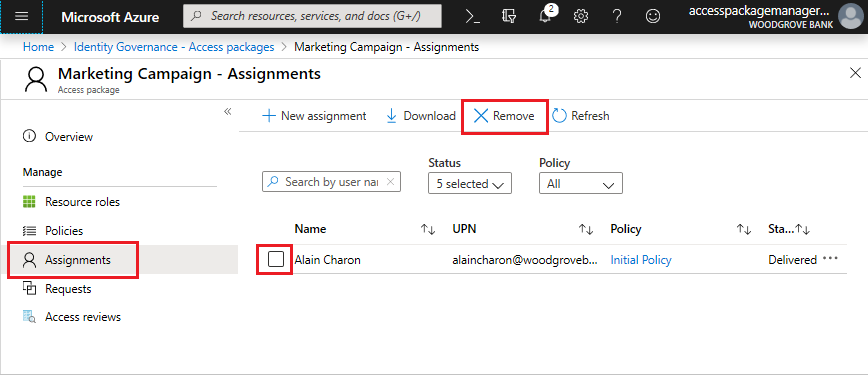 Microsoft Azure
Search resources, services, and docs (G+/)
2
accesspackagemanager...
WOODGROVE BANK
Home > Identity Governance - Access packages > Marketing Campaign - Assignments
Marketing Campaign - Assignments
Access package
New assignment Download Remove Refresh
Overview
Manage
Resource roles
Policies
Assignments
Requests
Access reviews
Status Policy
Search by user nam 5 selected All
Name UPN Policy Sta...
Alain Charon alaincharon@woodgroveb... Initial Policy Delivered ...